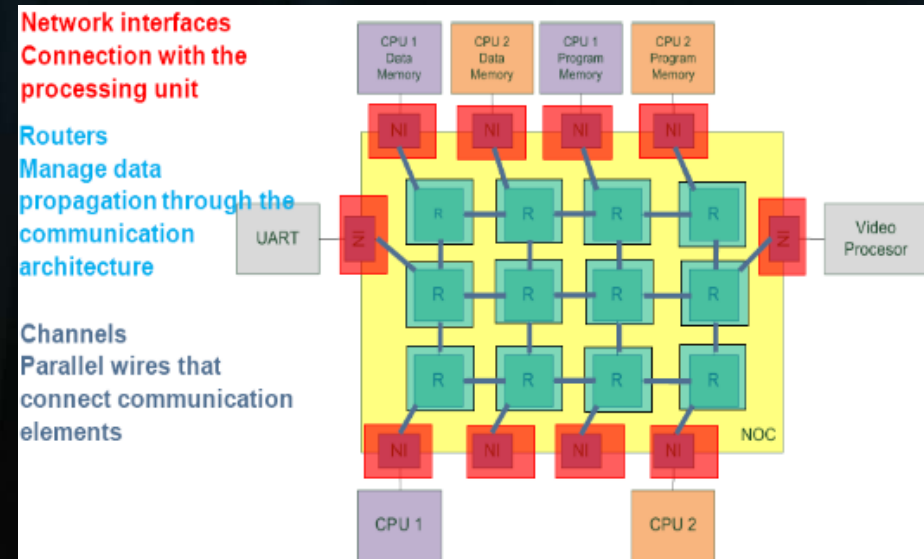 Network interfaces
Connection with the
processing unit
Routers
Manage data
propagation through the
communication
architecture
Channels
Parallel wires that
connect communication
elements
CPU 1
Data
Memory
CPU 2
Data
Memory
CPU 1
Program
Memory
CPU 2
Program
Memory
NI NI NI NI
R R R R
UART
NI
NI
Video
Procesor
R R R R
R R R R
NOC
NI NI NI NI
CPU 1
CPU 2